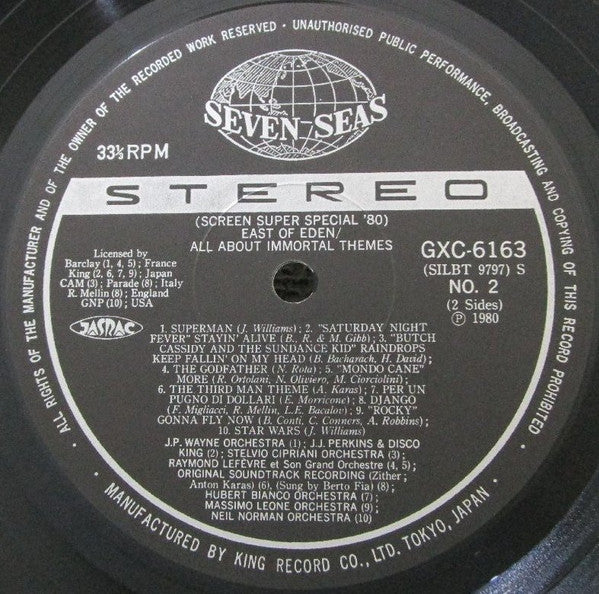 ALL RIGHTS OF THE MANUFACTURER AND OF THE OWNER OF THE RECORDED WORK RESERVED · UNAUTHORISED PUBLIC PERFORMANCE, BROADCASTING AND COPYING OF THIS RECORD PROHIBITED.
SEVEN SEAS
33⅓ RPM
STEREO
(SCREEN SUPER SPECIAL '80)
EAST OF EDEN/
ALL ABOUT IMMORTAL THEMES
Licensed by
Barclay (1, 4, 5) ; France
King (2, 6, 7, 9) ; Japan
CAM (3) ; Parade (8) ; Italy
R. Mellin (8) ; England
GNP (10) ; USA
JASRAC
GXC-6163
(SILBT 9797) S
NO. 2
(2 Sides)
Ⓟ 1980
1. SUPERMAN (J. Williams) ; 2. "SATURDAY NIGHT
FEVER" STAYIN' ALIVE (B., R. & M. Gibb) ; 3. "BUTCH
CASSIDY AND THE SUNDANCE KID" RAINDROPS
KEEP FALLIN' ON MY HEAD (B. Bacharach, H. David) ;
4. THE GODFATHER (N. Rota) ; 5. "MONDO CANE"
MORE (R. Ortolani, N. Oliviero, M. Ciorciolini) ;
6. THE THIRD MAN THEME (A. Karas) ; 7. PER UN
PUGNO DI DOLLARI (E. Morricone) ; 8. DJANGO
(F. Migliacci, R. Mellin, L.E. Bacalov) ; 9. "ROCKY"
GONNA FLY NOW (B. Conti, C. Conners, A. Robbins) ;
10. STAR WARS (J. Williams)
J.P. WAYNE ORCHESTRA (1) ; J.J. PERKINS & DISCO
KING (2) ; STELVIO CIPRIANI ORCHESTRA (3) ;
RAYMOND LEFÈVRE et Son Grand Orchestre (4, 5) ;
ORIGINAL SOUNDTRACK RECORDING (Zither ;
Anton Karas) (6), (Sung by Berto Fia) (8) ;
HUBERT BIANCO ORCHESTRA (7) ;
MASSIMO LEONE ORCHESTRA (9) ;
NEIL NORMAN ORCHESTRA (10)
· MANUFACTURED BY KING RECORD CO., LTD. TOKYO, JAPAN ·